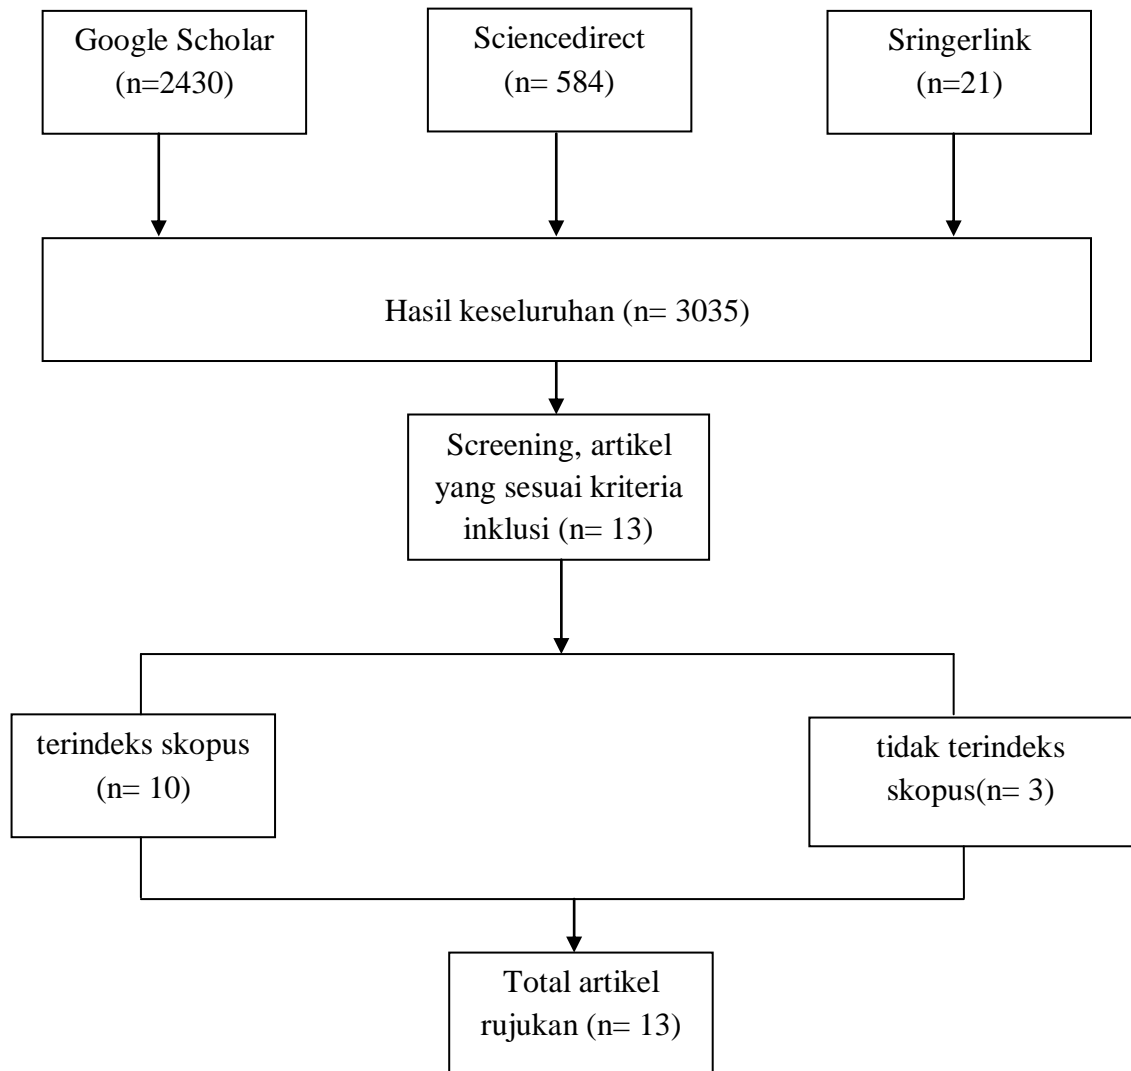 Google Scholar
(n=2430)
Sciencedirect
(n= 584)
Sringerlink
(n=21)
Hasil keseluruhan (n= 3035)
Screening, artikel
yang sesuai kriteria
inklusi (n= 13)
terindeks skopus
(n= 10)
tidak terindeks
skopus(n= 3)
Total artikel
rujukan (n= 13)